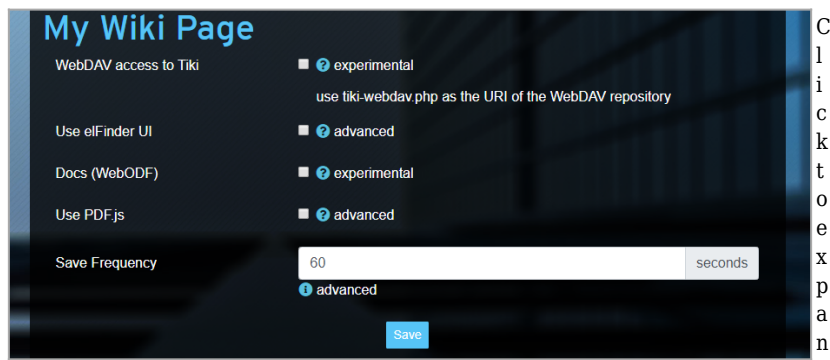 My Wiki Page
WebDAV access to Tiki
experimental
use tiki-webdav.php as the URI of the WebDAV repository
Use elFinder UI
advanced
Docs (WebODF)
experimental
Use PDF.js
advanced
Save Frequency
60 seconds
advanced
Save
C
l
i
c
k
t
o
e
x
p
a
n